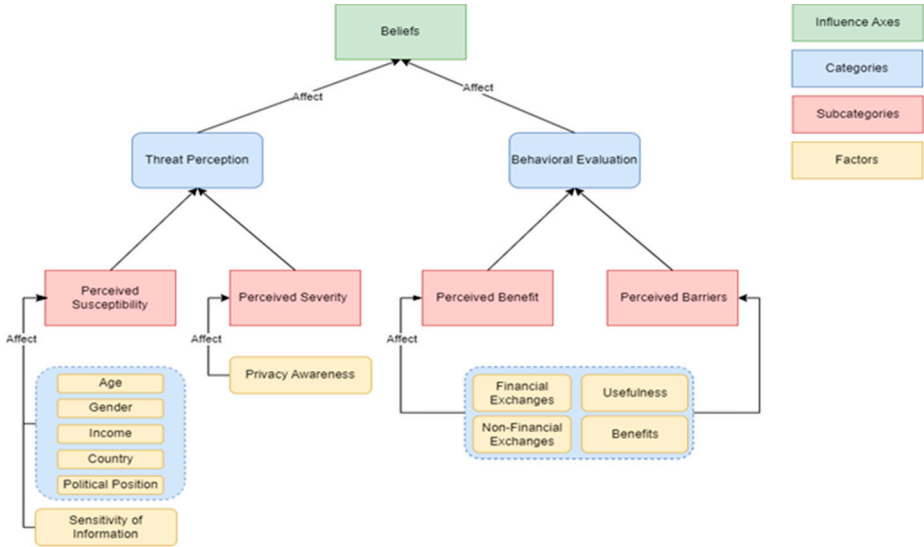 Beliefs
Influence Axes
Categories
Subcategories
Factors
Affect
Affect
Threat Perception
Behavioral Evaluation
Perceived
Susceptibility
Perceived Severity
Perceived Benefit
Perceived Barriers
Affect
Affect
Affect
Privacy Awareness
Age
Gender
Income
Country
Political Position
Sensitivity of
Information
Financial
Exchanges
Usefulness
Non-Financial
Exchanges
Benefits